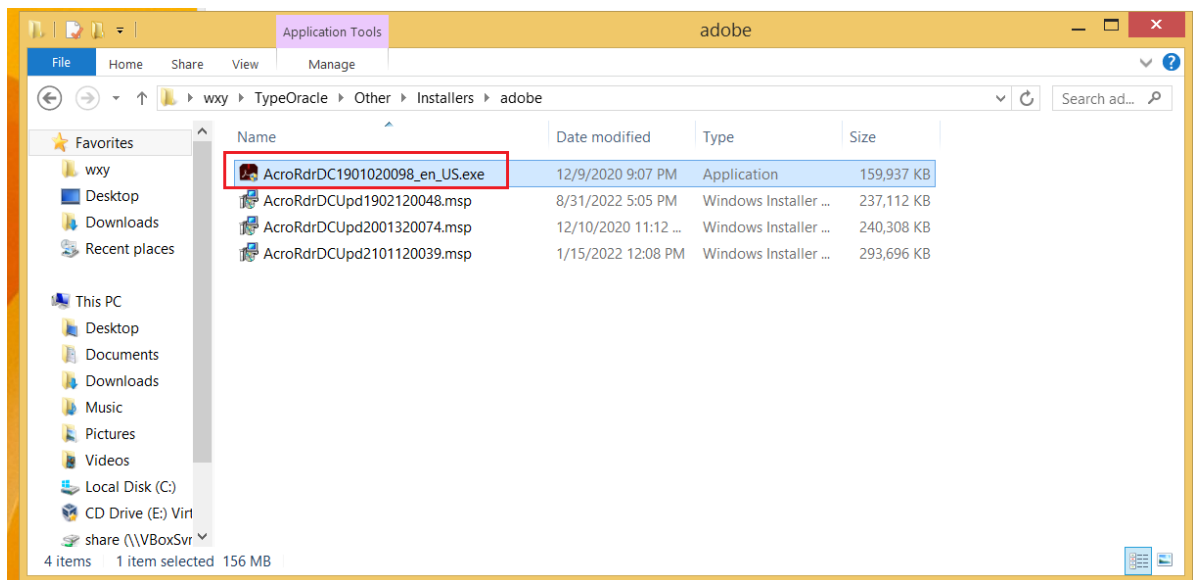 Application Tools
adobe
File Home Share View Manage
wxy TypeOracle Other Installers adobe
Search ad...
Name Date modified Type Size
Favorites
wxy
Desktop
Downloads
Recent places
This PC
Desktop
Documents
Downloads
Music
Pictures
Videos
Local Disk (C:)
CD Drive (E:) Virt
share (\\VBoxSvr
AcroRdrDC1901020098_en_US.exe 12/9/2020 9:07 PM Application 159,937 KB
AcroRdrDCUpd1902120048.msp 8/31/2022 5:05 PM Windows Installer ... 237,112 KB
AcroRdrDCUpd2001320074.msp 12/10/2020 11:12 ... Windows Installer ... 240,308 KB
AcroRdrDCUpd2101120039.msp 1/15/2022 12:08 PM Windows Installer ... 293,696 KB
4 items 1 item selected 156 MB